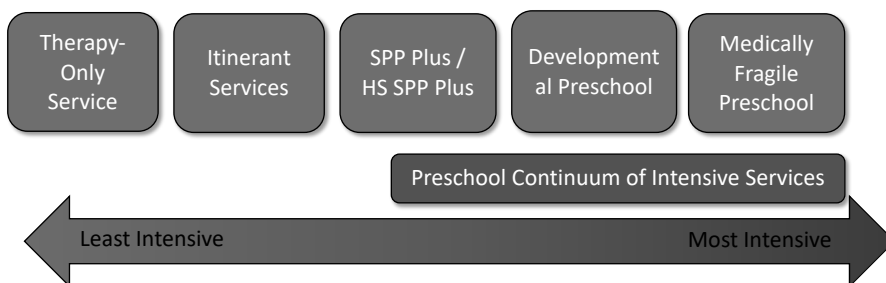 Therapy-
Only
Service
Itinerant
Services
SPP Plus /
HS SPP Plus
Development
al Preschool
Medically
Fragile
Preschool
Preschool Continuum of Intensive Services
Least Intensive
Most Intensive